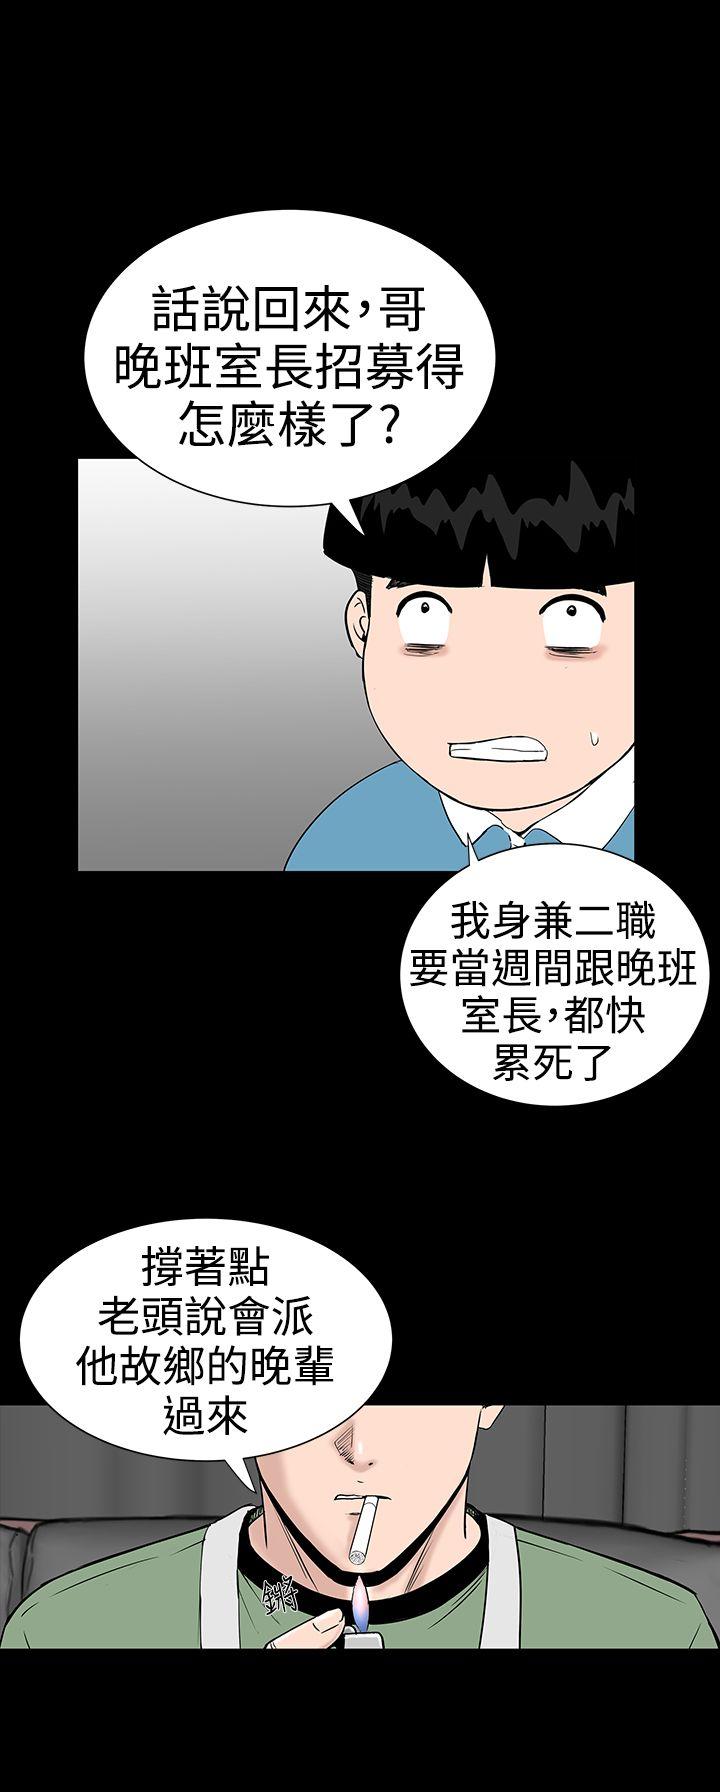 話說回來,哥
晚班室長招募得
怎麼樣了?
我身兼二職
要當週間跟晚班
室長,都快
累死了
撐著點
老頭說會派
他故鄉的晚輩
過來
鏘